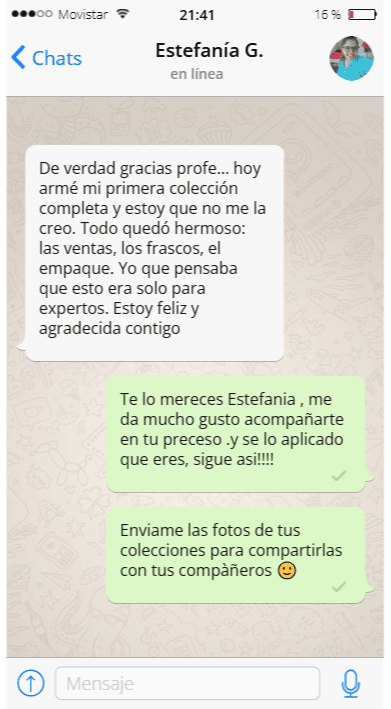 Movistar 21:41 16 %
Chats Estefanía G.
en línea
De verdad gracias profe... hoy
armé mi primera colección
completa y estoy que no me la
creo. Todo quedó hermoso:
las ventas, los frascos, el
empaque. Yo que pensaba
que esto era solo para
expertos. Estoy feliz y
agradecida contigo
Te lo mereces Estefania , me
da mucho gusto acompañarte
en tu preceso .y se lo aplicado
que eres, sigue asi!!!!
Enviame las fotos de tus
colecciones para compartirlas
con tus compàñeros 🙂
Mensaje